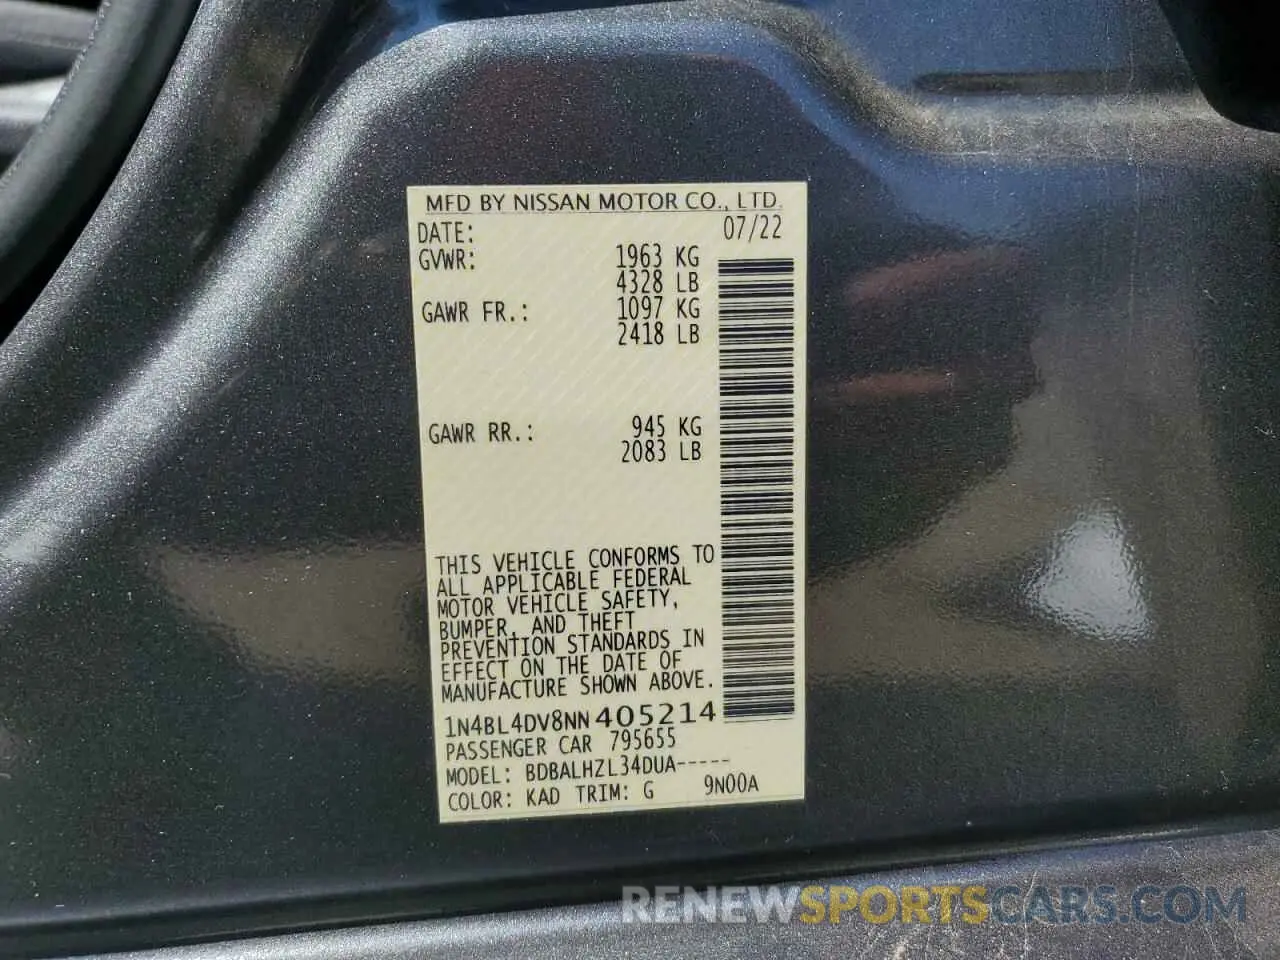 MFD BY NISSAN MOTOR CO., LTD.
DATE: 07/22
GVWR: 1963 KG
4328 LB
GAWR FR.: 1097 KG
2418 LB
GAWR RR.: 945 KG
2083 LB
THIS VEHICLE CONFORMS TO
ALL APPLICABLE FEDERAL
MOTOR VEHICLE SAFETY,
BUMPER, AND THEFT
PREVENTION STANDARDS IN
EFFECT ON THE DATE OF
MANUFACTURE SHOWN ABOVE.
1N4BL4DV8NN405214
PASSENGER CAR 795655
MODEL: BDBALHZL34DUA-----
COLOR: KAD TRIM: G 9N00A
RENEWSPORTSCARS.COM